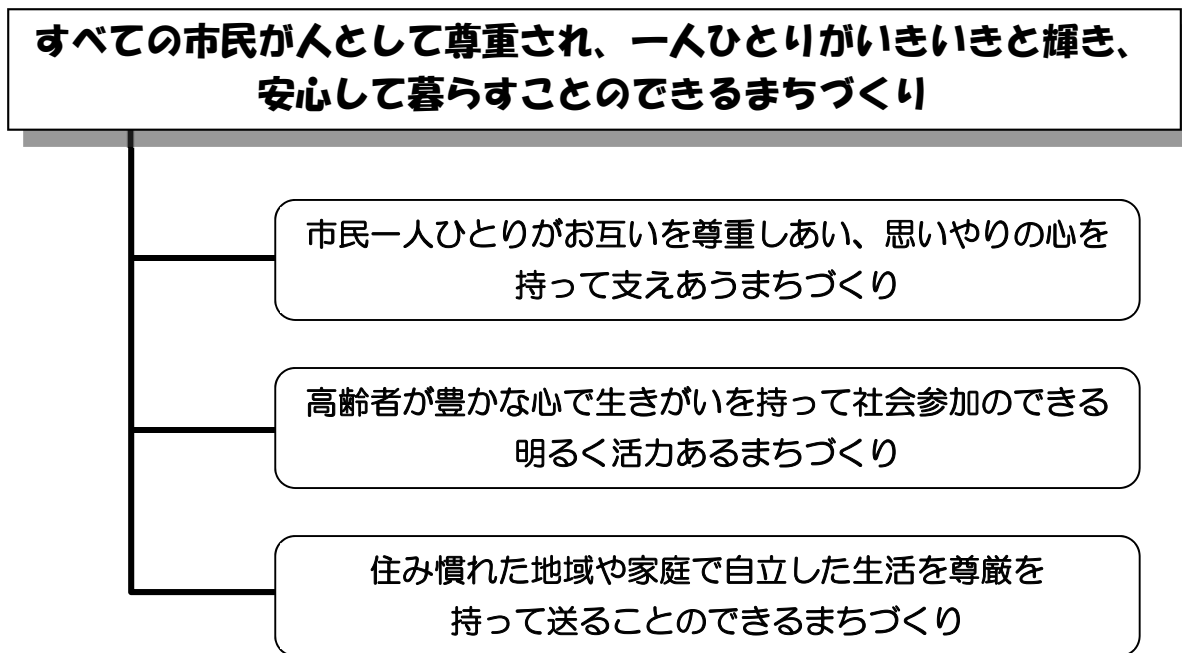 すべての市民が人として尊重され、一人ひとりがいきいきと輝き、
安心して暮らすことのできるまちづくり
市民一人ひとりがお互いを尊重しあい、思いやりの心を
持って支えあうまちづくり
高齢者が豊かな心で生きがいを持って社会参加のできる
明るく活力あるまちづくり
住み慣れた地域や家庭で自立した生活を尊厳を
持って送ることのできるまちづくり